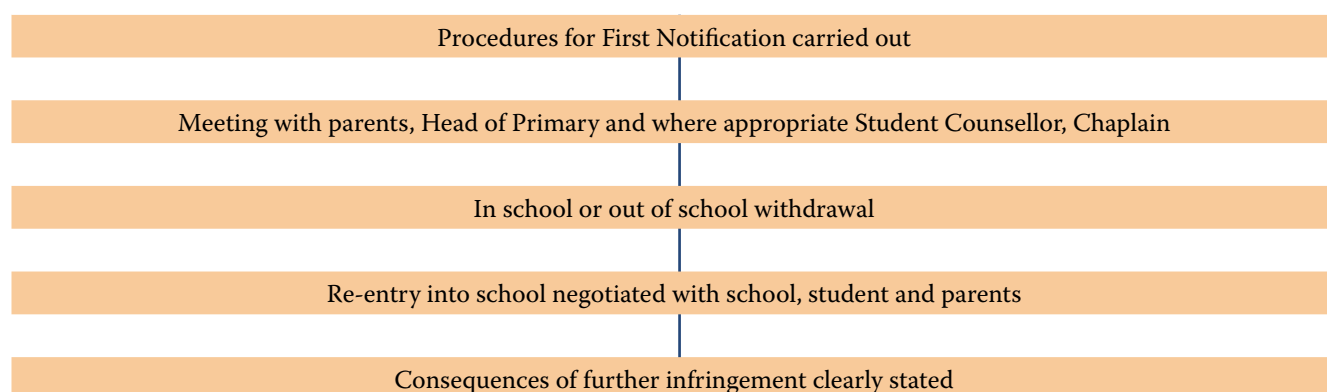 Procedures for First Notification carried out
Meeting with parents, Head of Primary and where appropriate Student Counsellor, Chaplain
In school or out of school withdrawal
Re-entry into school negotiated with school, student and parents
Consequences of further infringement clearly stated